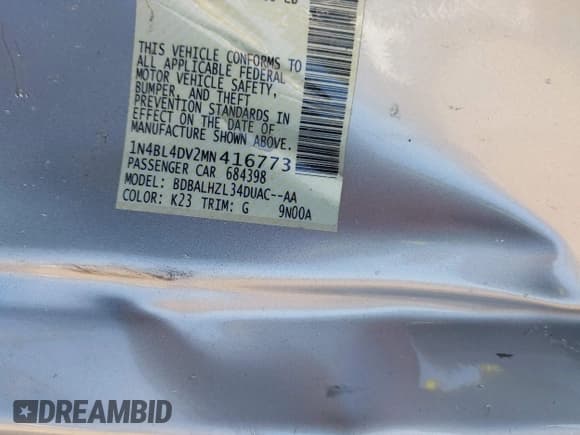 THIS VEHICLE CONFORMS TO
ALL APPLICABLE FEDERAL
MOTOR VEHICLE SAFETY,
BUMPER, AND THEFT
PREVENTION STANDARDS IN
EFFECT ON THE DATE OF
MANUFACTURE SHOWN ABOVE.
1N4BL4DV2MN416773
PASSENGER CAR 684398
MODEL: BDBALHZL34DUAC--AA
COLOR: K23 TRIM: G 9N00A
DREAMBID